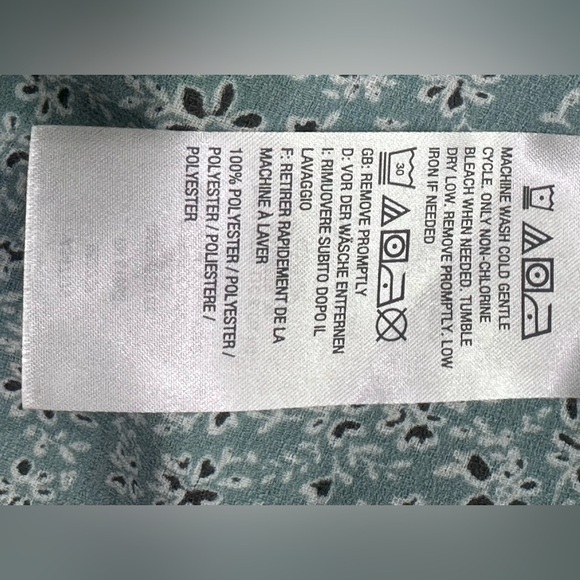 MACHINE WASH COLD GENTLE
CYCLE. ONLY NON-CHLORINE
BLEACH WHEN NEEDED. TUMBLE
DRY LOW. REMOVE PROMPTLY. LOW
IRON IF NEEDED
30
GB: REMOVE PROMPTLY
D: VOR DER WÄSCHE ENTFERNEN
I: RIMUOVERE SUBITO DOPO IL
LAVAGGIO
F: RETIRER RAPIDEMENT DE LA
MACHINE À LAVER
100% POLYESTER / POLYESTER /
POLYESTER / POLIESTERE /
POLYESTER